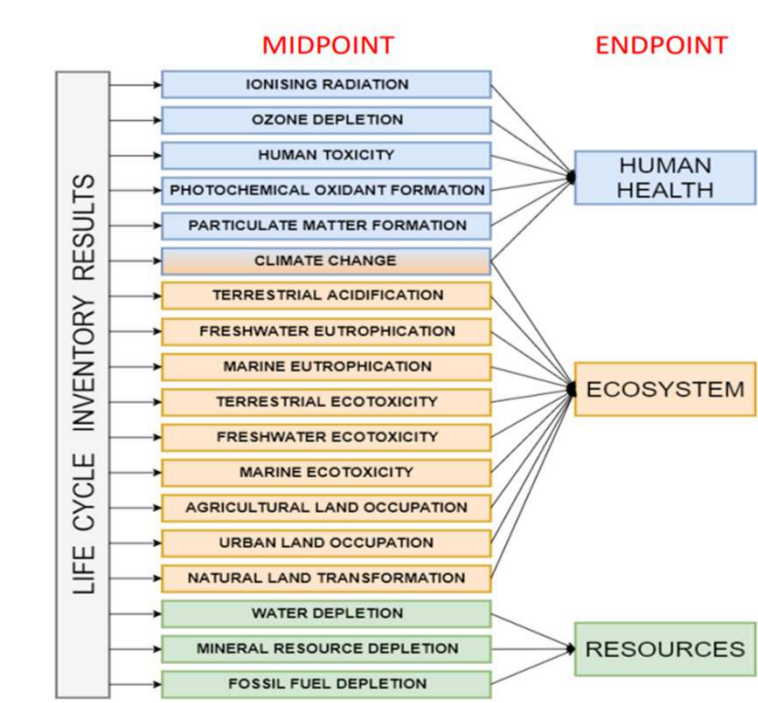 MIDPOINT
ENDPOINT
LIFE CYCLE INVENTORY RESULTS
IONISING RADIATION
OZONE DEPLETION
HUMAN TOXICITY
PHOTOCHEMICAL OXIDANT FORMATION
PARTICULATE MATTER FORMATION
CLIMATE CHANGE
TERRESTRIAL ACIDIFICATION
FRESHWATER EUTROPHICATION
MARINE EUTROPHICATION
TERRESTRIAL ECOTOXICITY
FRESHWATER ECOTOXICITY
MARINE ECOTOXICITY
AGRICULTURAL LAND OCCUPATION
URBAN LAND OCCUPATION
NATURAL LAND TRANSFORMATION
WATER DEPLETION
MINERAL RESOURCE DEPLETION
FOSSIL FUEL DEPLETION
HUMAN
HEALTH
ECOSYSTEM
RESOURCES